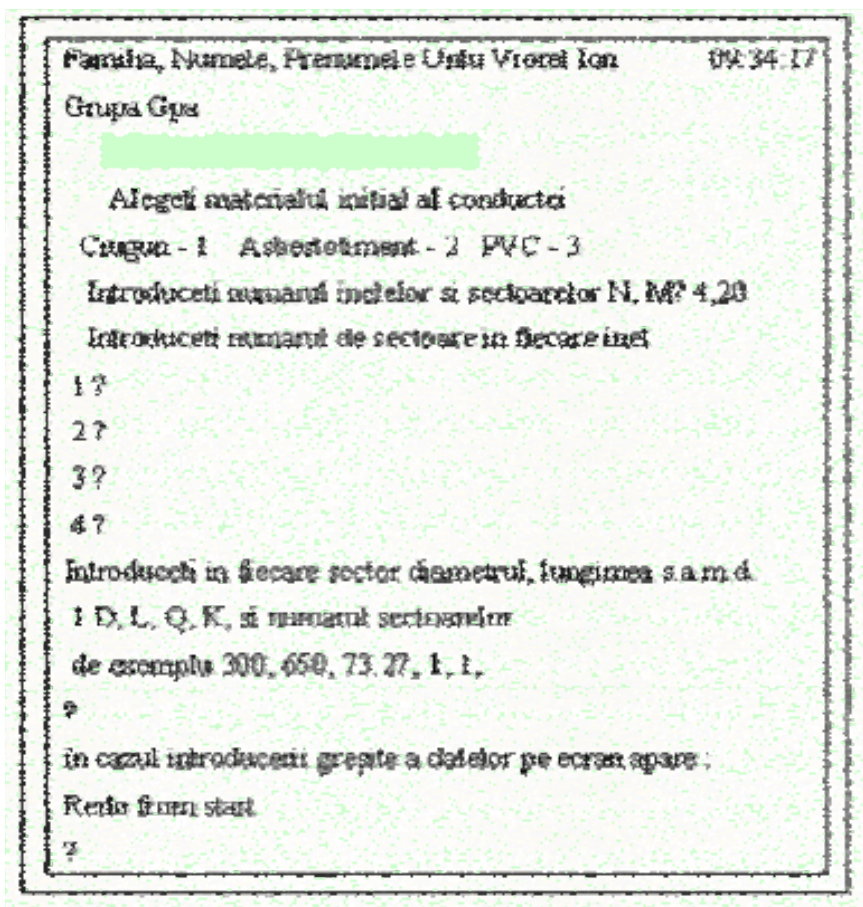 Familia, Numele, Prenumele Ursu Viorel Ion 09:34:17
Grupa Gpa
Alegeti materialul initial al conductei
Ciugun - 1 Asbestotiment - 2 PVC - 3
Introduceti numarul inelelor si sectoarelor N, M? 4,20
Introduceti numarul de sectoare in fiecare inel
1 ?
2 ?
3 ?
4 ?
Introduceti in fiecare sector diametrul, lungimea s.a.m.d.
1 D, L, Q, K, si numarul sectoarelor
de exemplu 300, 650, 73.27, 1, 1,
?
in cazul introducerii gresite a datelor pe ecran apare :
Redo from start
?